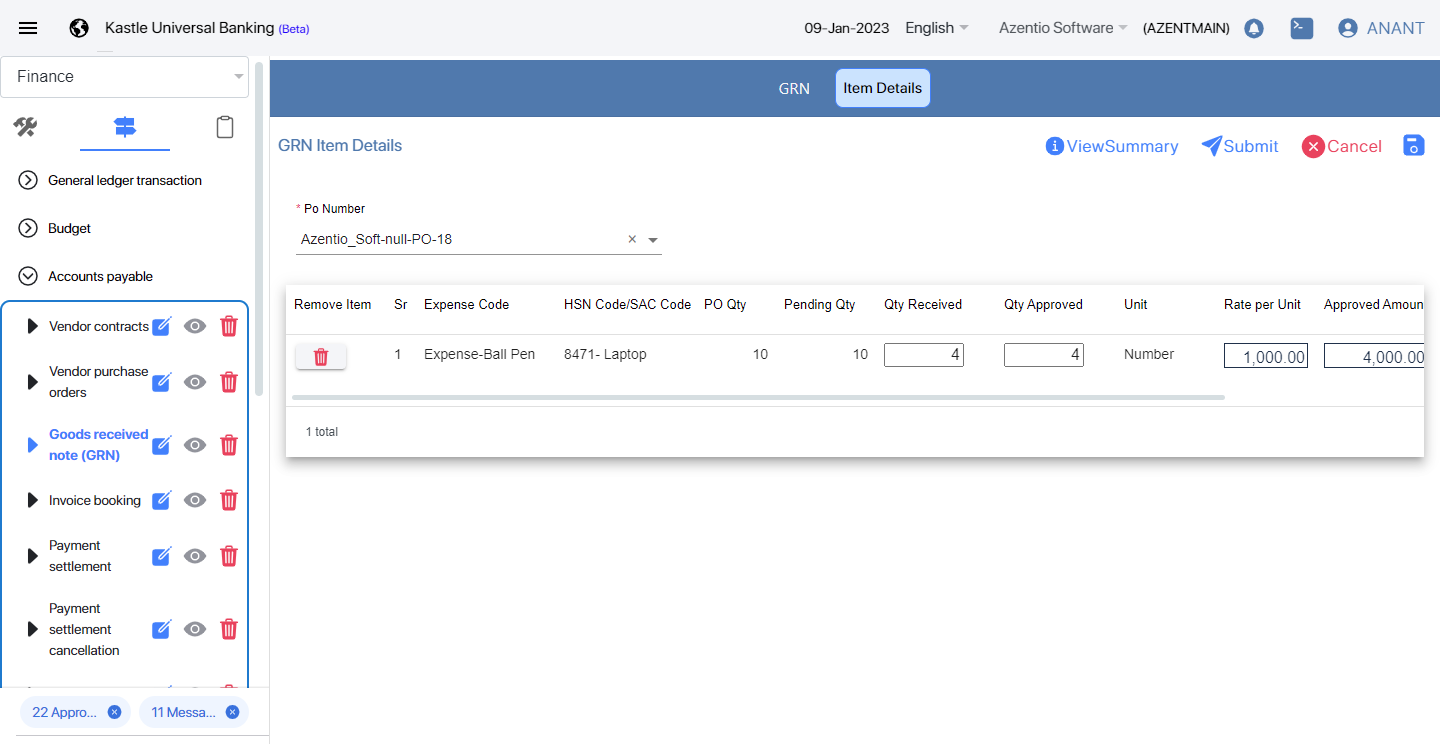 Kastle Universal Banking (Beta)
09-Jan-2023 English Azentio Software (AZENTMAIN) ANANT
Finance
General ledger transaction
Budget
Accounts payable
Vendor contracts
Vendor purchase
orders
Goods received
note (GRN)
Invoice booking
Payment
settlement
Payment
settlement
cancellation
22 Appro... 11 Messa...
GRN Item Details
GRN Item Details
ViewSummary Submit Cancel
* Po Number
Azentio_Soft-null-PO-18
Remove Item Sr Expense Code HSN Code/SAC Code PO Qty Pending Qty Qty Received Qty Approved Unit Rate per Unit Approved Amoun
1 Expense-Ball Pen 8471- Laptop 10 10 4 4 Number 1,000.00 4,000.00
1 total